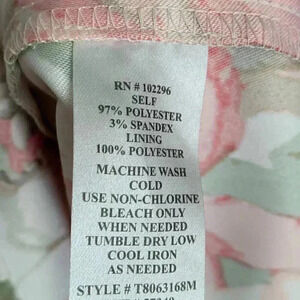 RN # 102296
SELF
97% POLYESTER
3% SPANDEX
LINING
100% POLYESTER
MACHINE WASH
COLD
USE NON-CHLORINE
BLEACH ONLY
WHEN NEEDED
TUMBLE DRY LOW
COOL IRON
AS NEEDED
STYLE # T8063168M